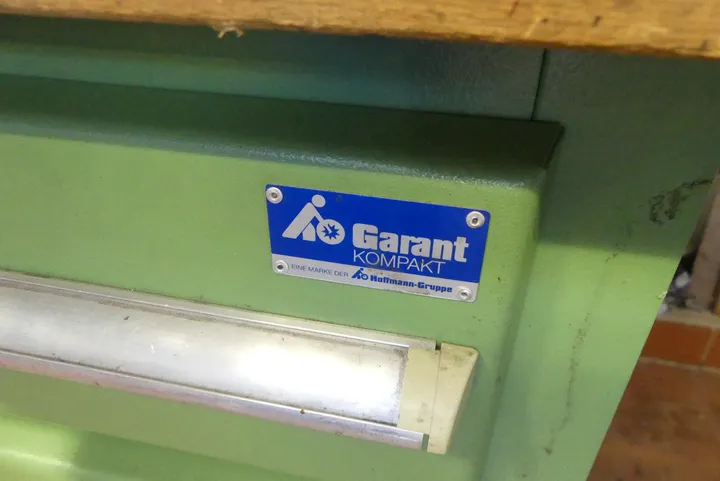 Garant
KOMPAKT
EINE MARKE DER Hoffmann-Gruppe